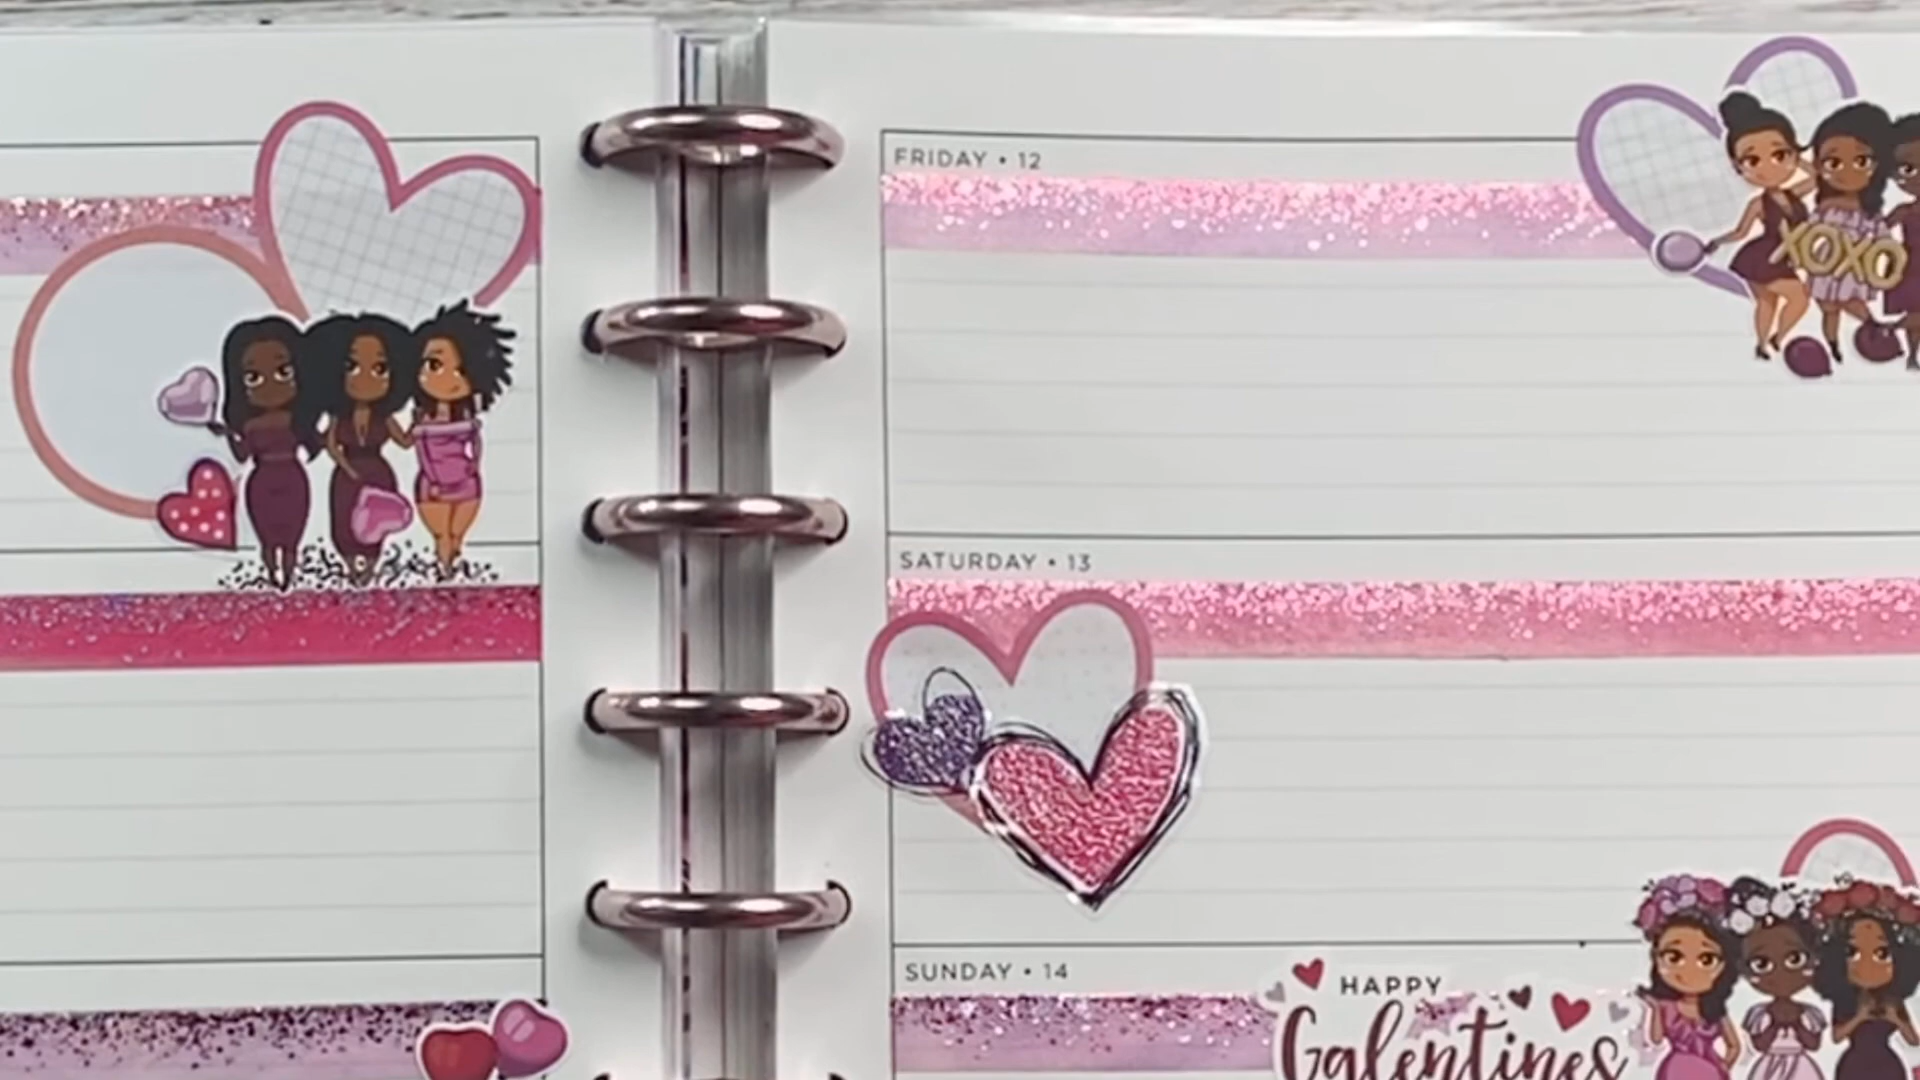 FRIDAY • 12
XOXO
SATURDAY • 13
SUNDAY • 14
HAPPY
Galentines